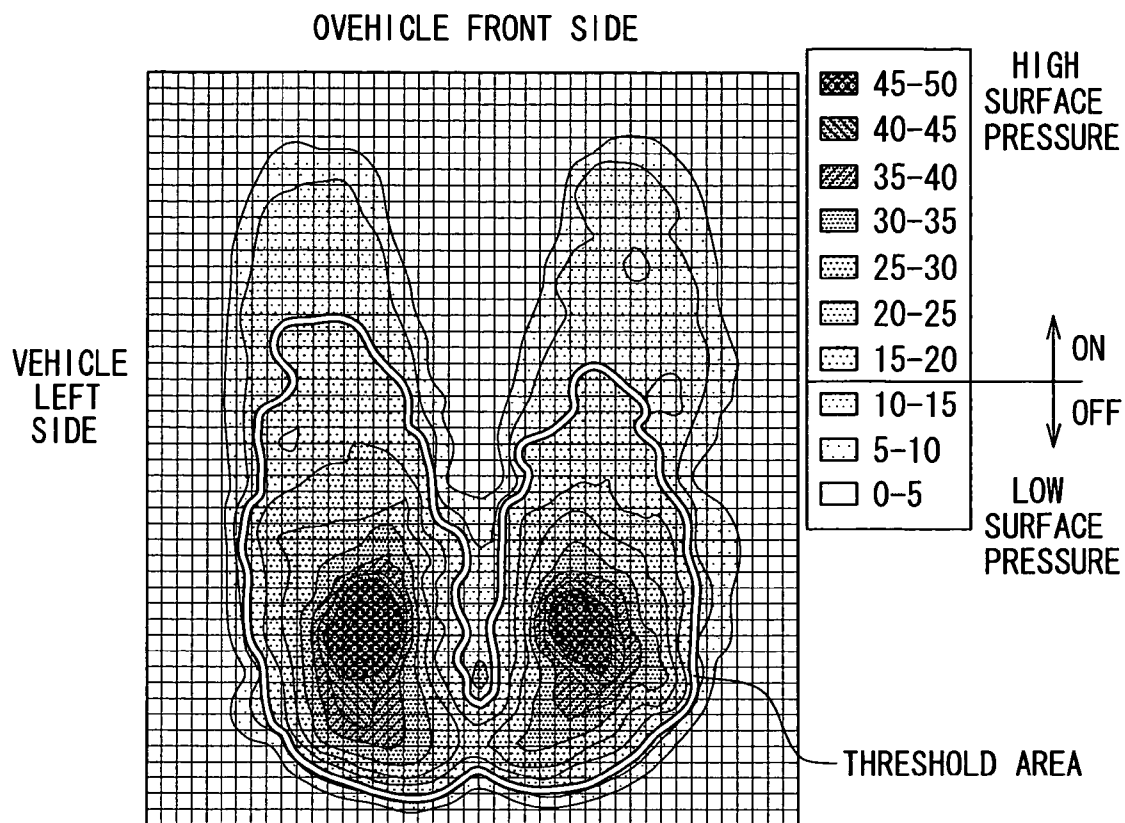 OVEHICLE FRONT SIDE
45-50
40-45
35-40
30-35
25-30
20-25
15-20
10-15
5-10
0-5
HIGH
SURFACE
PRESSURE
ON
OFF
LOW
SURFACE
PRESSURE
VEHICLE
LEFT
SIDE
THRESHOLD AREA